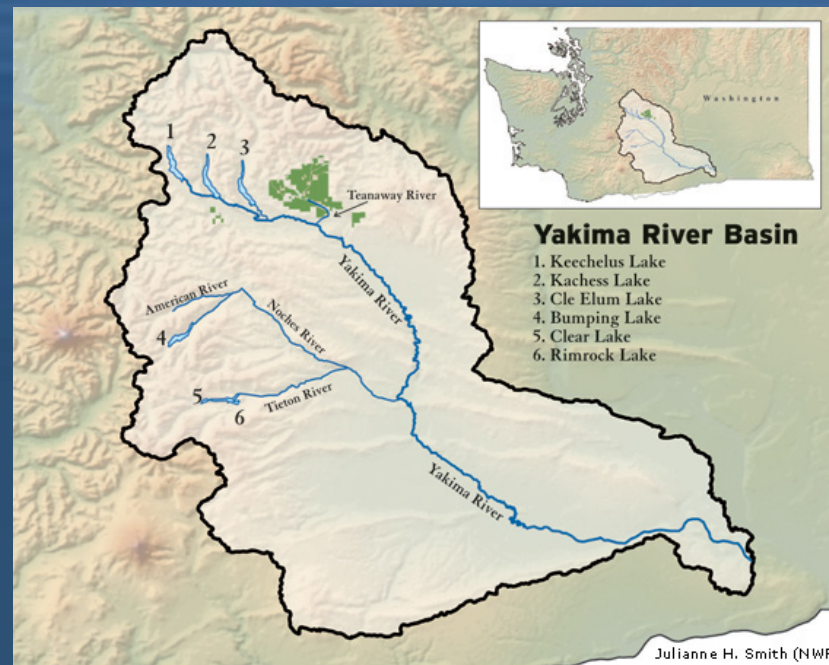 Washington
Yakima River Basin
1. Keechelus Lake
2. Kachess Lake
3. Cle Elum Lake
4. Bumping Lake
5. Clear Lake
6. Rimrock Lake
1
2
3
Teanaway River
Yakima River
American River
Noches River
4
5
6
Tieton River
Yakima River
Julianne H. Smith (NWF